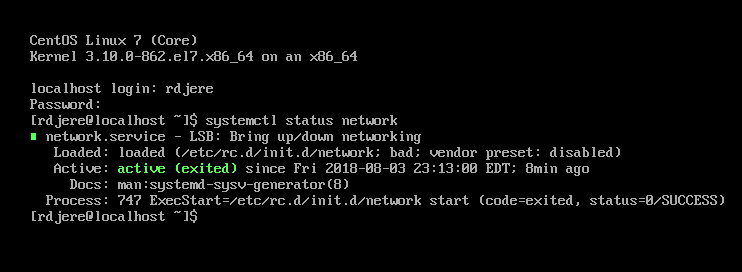 CentOS Linux 7 (Core)
Kernel 3.10.0-862.el7.x86_64 on an x86_64
localhost login: rdjere
Password:
[rdjere@localhost ~]$ systemctl status network
network.service - LSB: Bring up/down networking
Loaded: loaded (/etc/rc.d/init.d/network; bad; vendor preset: disabled)
Active: active (exited) since Fri 2018-08-03 23:13:00 EDT; 8min ago
Docs: man:systemd-sysv-generator(8)
Process: 747 ExecStart=/etc/rc.d/init.d/network start (code=exited, status=0/SUCCESS)
[rdjere@localhost ~]$